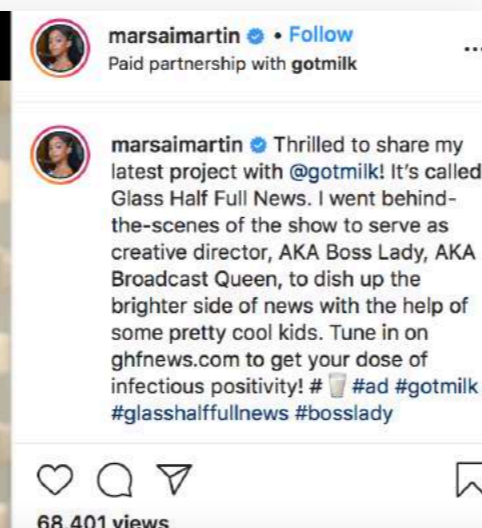 marsaimartin • Follow
Paid partnership with gotmilk
...
marsaimartin Thrilled to share my
latest project with @gotmilk! It's called
Glass Half Full News. I went behind-
the-scenes of the show to serve as
creative director, AKA Boss Lady, AKA
Broadcast Queen, to dish up the
brighter side of news with the help of
some pretty cool kids. Tune in on
ghfnews.com to get your dose of
infectious positivity! #🥛 #ad #gotmilk
#glasshalffullnews #bosslady
68,401 views